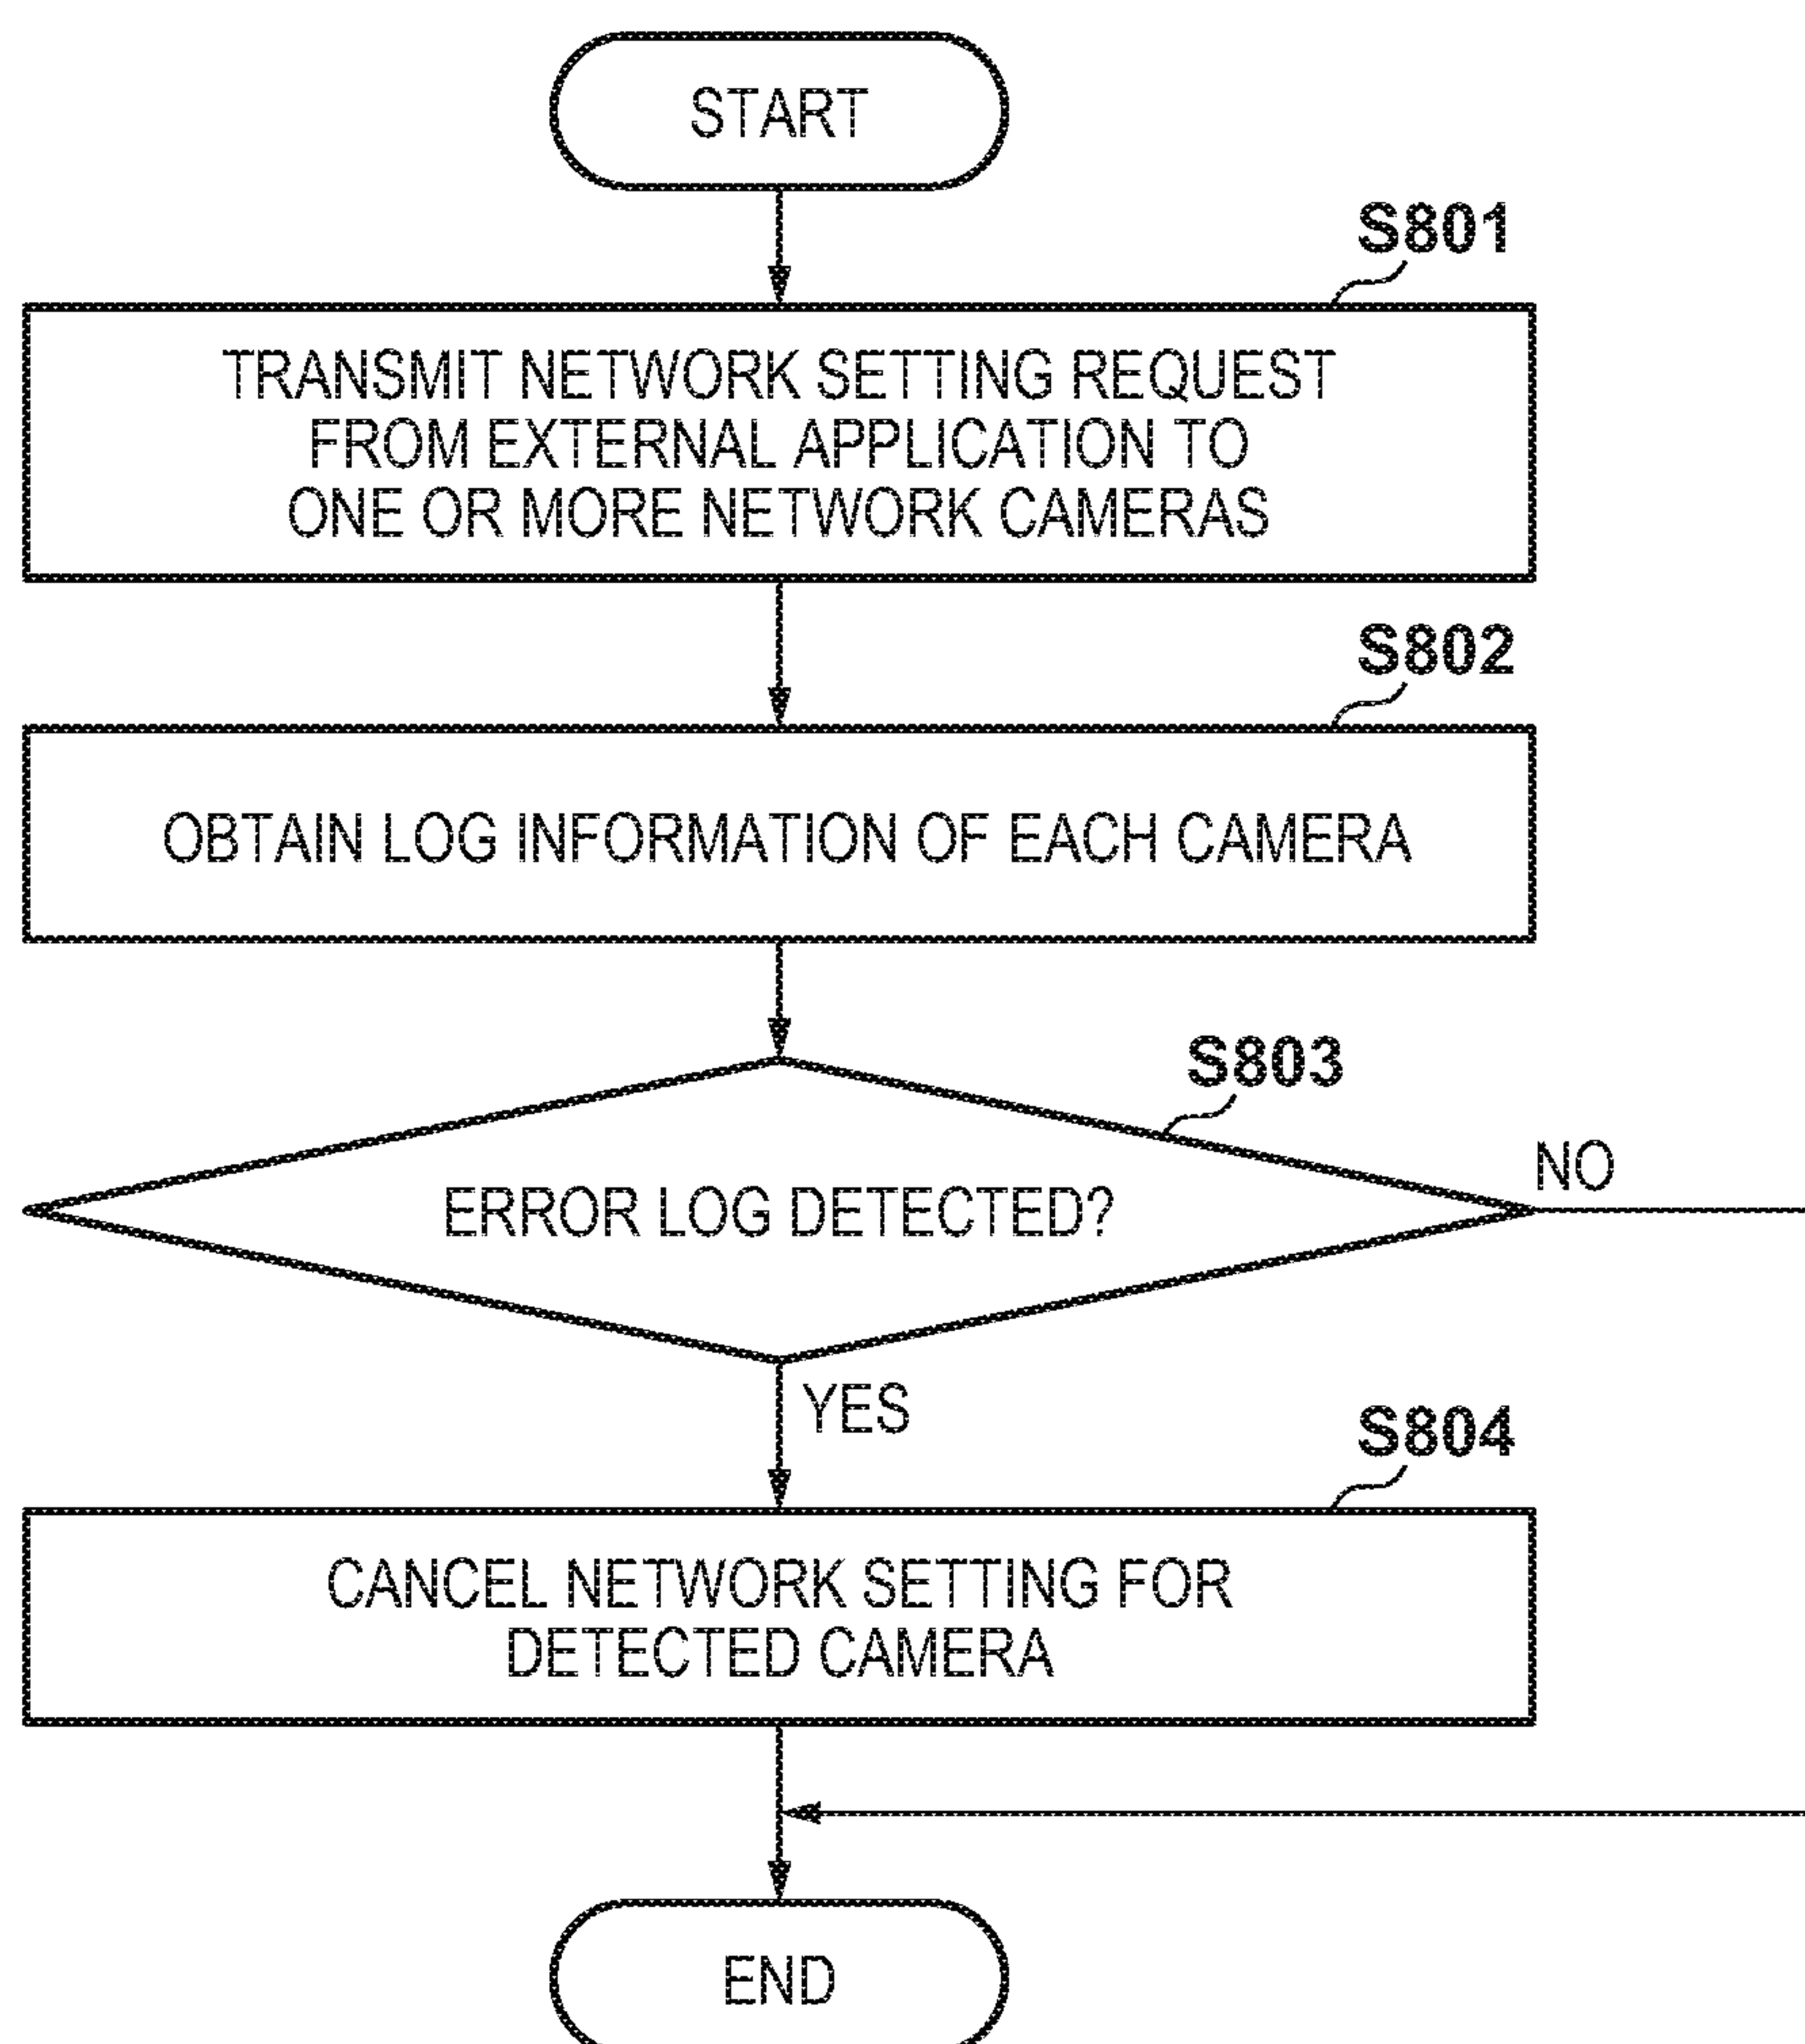 START
S801
TRANSMIT NETWORK SETTING REQUEST
FROM EXTERNAL APPLICATION TO
ONE OR MORE NETWORK CAMERAS
S802
OBTAIN LOG INFORMATION OF EACH CAMERA
S803
ERROR LOG DETECTED?
NO
YES
S804
CANCEL NETWORK SETTING FOR
DETECTED CAMERA
END